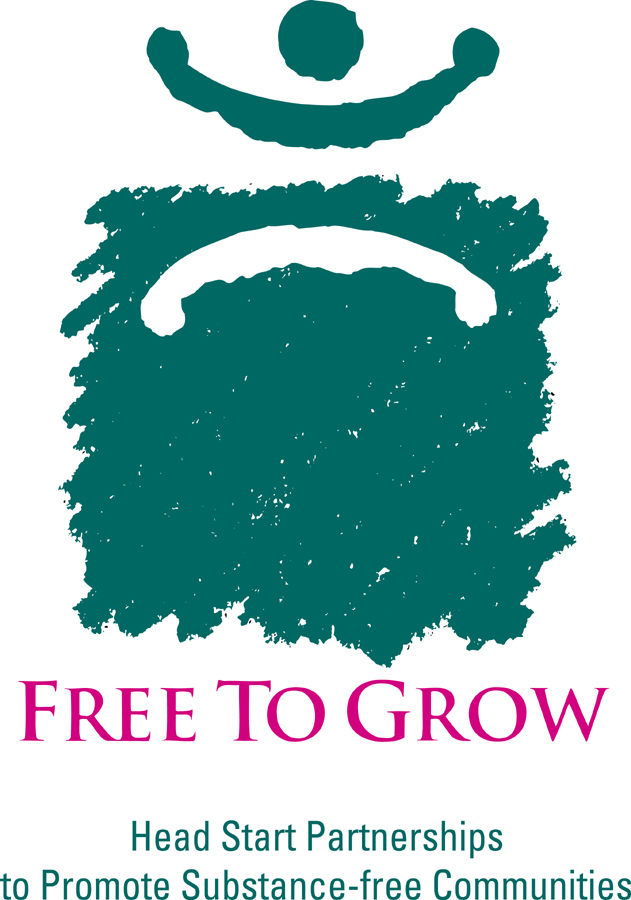 FREE TO GROW
Head Start Partnerships
to Promote Substance-free Communities